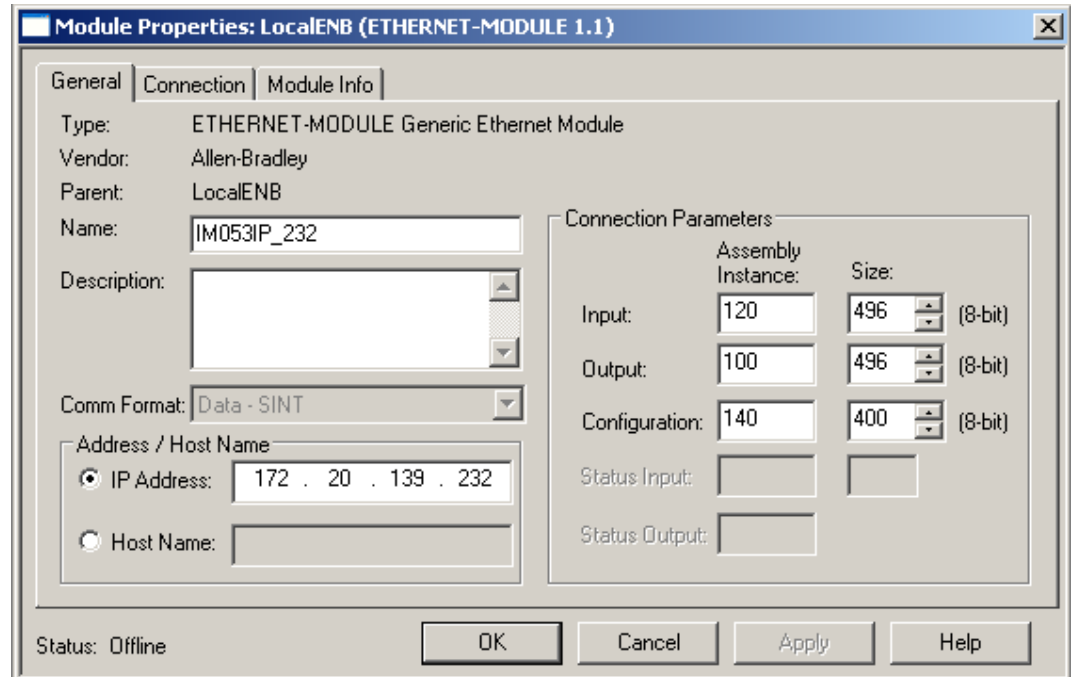 Module Properties: LocalENB (ETHERNET-MODULE 1.1)
General
Connection
Module Info
Type: ETHERNET-MODULE Generic Ethernet Module
Vendor: Allen-Bradley
Parent: LocalENB
Name: IM053IP_232
Description:
Comm Format: Data - SINT
Address / Host Name
IP Address: 172 . 20 . 139 . 232
Host Name:
Connection Parameters
Assembly Instance: Size:
Input: 120 496 (8-bit)
Output: 100 496 (8-bit)
Configuration: 140 400 (8-bit)
Status Input:
Status Output:
Status: Offline
OK
Cancel
Apply
Help